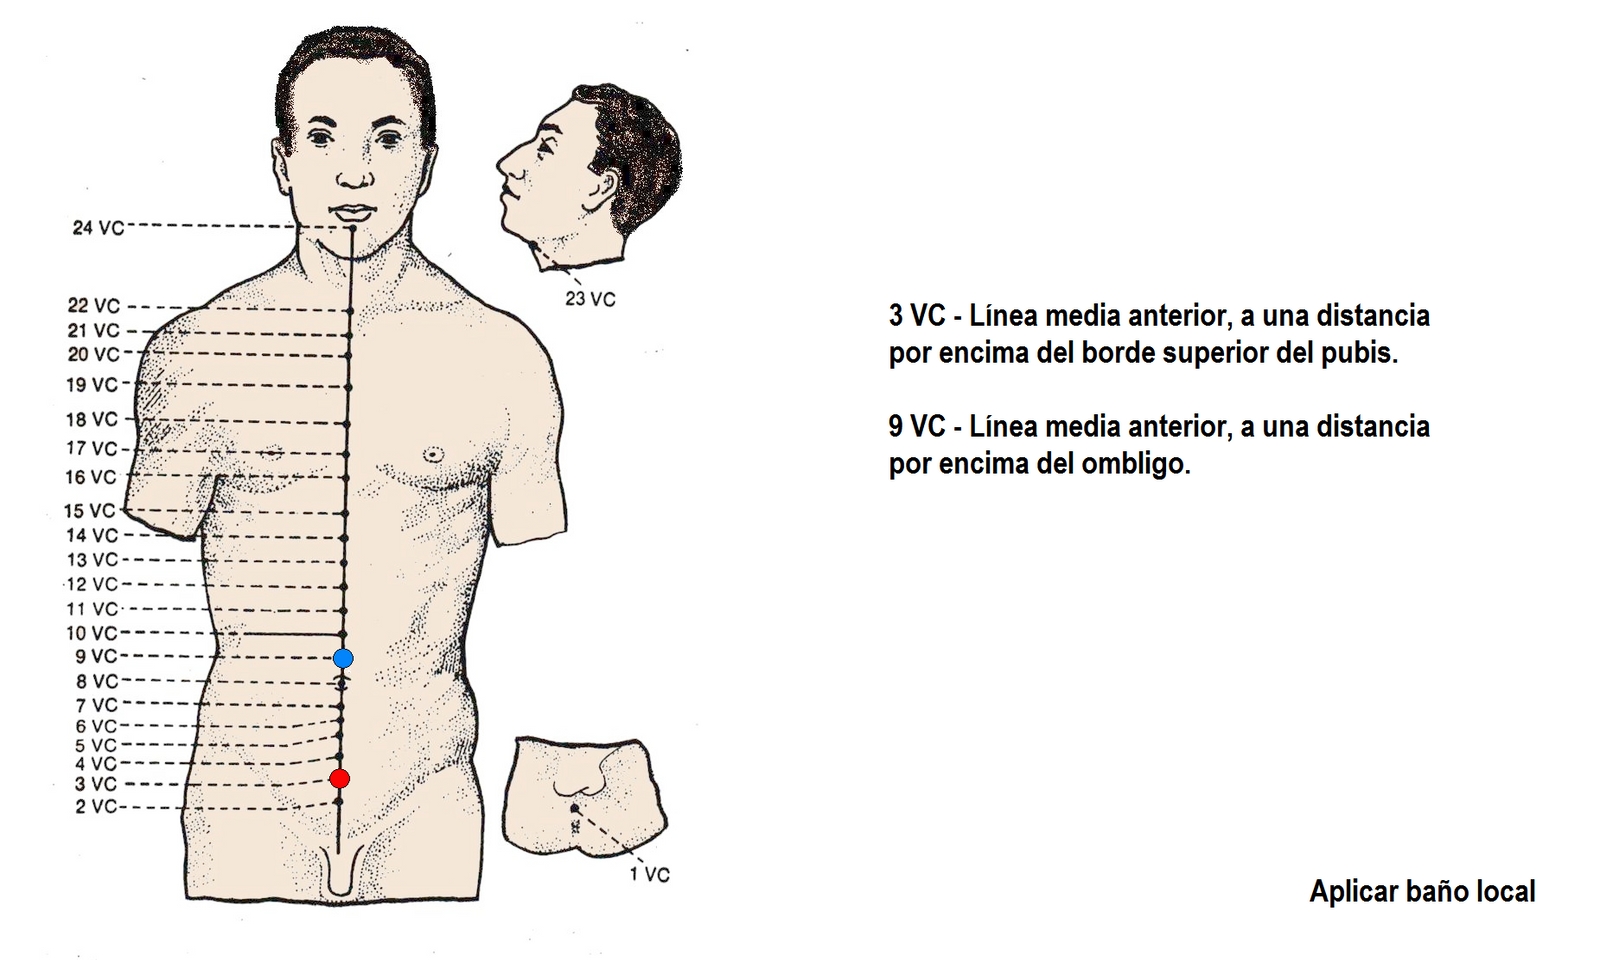 24 VC
22 VC
21 VC
20 VC
19 VC
18 VC
17 VC
16 VC
15 VC
14 VC
13 VC
12 VC
11 VC
10 VC
9 VC
8 VC
7 VC
6 VC
5 VC
4 VC
3 VC
2 VC
23 VC
1 VC
3 VC - Línea media anterior, a una distancia
por encima del borde superior del pubis.
9 VC - Línea media anterior, a una distancia
por encima del ombligo.
Aplicar baño local